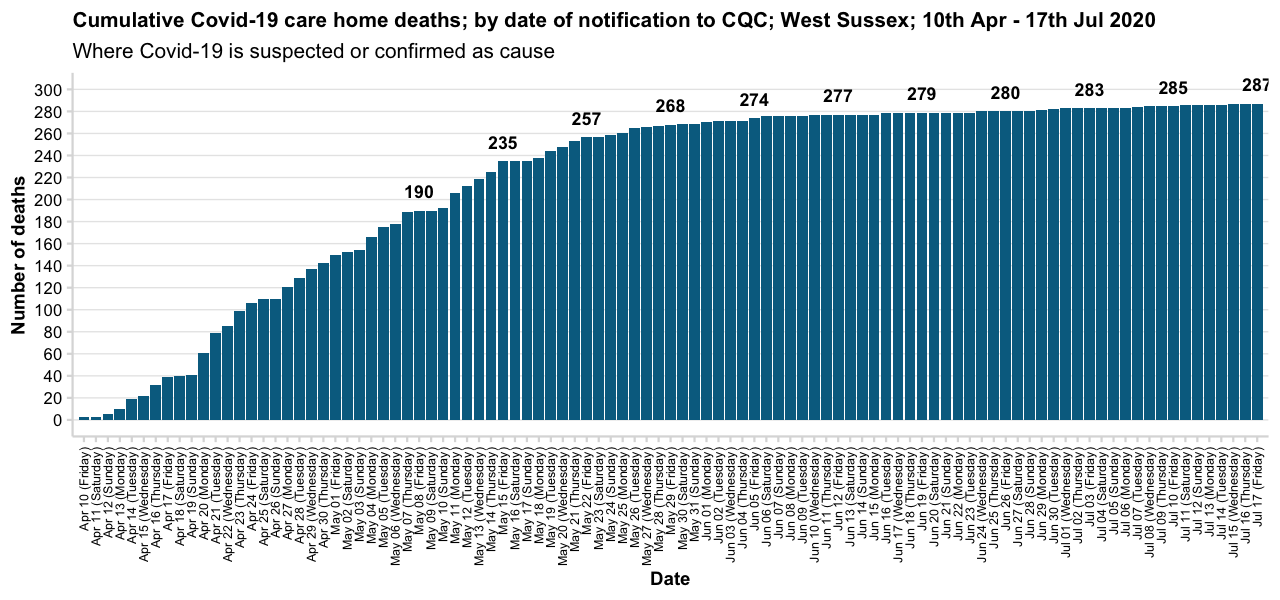 Cumulative Covid-19 care home deaths; by date of notification to CQC; West Sussex; 10th Apr - 17th Jul 2020
Where Covid-19 is suspected or confirmed as cause
Number of deaths
300
280
260
240
220
200
180
160
140
120
100
80
60
40
20
0
190
235
257
268
274
277
279
280
283
285
287
Apr 10 (Friday)
Apr 11 (Saturday)
Apr 12 (Sunday)
Apr 13 (Monday)
Apr 14 (Tuesday)
Apr 15 (Wednesday)
Apr 16 (Thursday)
Apr 17 (Friday)
Apr 18 (Saturday)
Apr 19 (Sunday)
Apr 20 (Monday)
Apr 21 (Tuesday)
Apr 22 (Wednesday)
Apr 23 (Thursday)
Apr 24 (Friday)
Apr 25 (Saturday)
Apr 26 (Sunday)
Apr 27 (Monday)
Apr 28 (Tuesday)
Apr 29 (Wednesday)
Apr 30 (Thursday)
May 01 (Friday)
May 02 (Saturday)
May 03 (Sunday)
May 04 (Monday)
May 05 (Tuesday)
May 06 (Wednesday)
May 07 (Thursday)
May 08 (Friday)
May 09 (Saturday)
May 10 (Sunday)
May 11 (Monday)
May 12 (Tuesday)
May 13 (Wednesday)
May 14 (Thursday)
May 15 (Friday)
May 16 (Saturday)
May 17 (Sunday)
May 18 (Monday)
May 19 (Tuesday)
May 20 (Wednesday)
May 21 (Thursday)
May 22 (Friday)
May 23 (Saturday)
May 24 (Sunday)
May 25 (Monday)
May 26 (Tuesday)
May 27 (Wednesday)
May 28 (Thursday)
May 29 (Friday)
May 30 (Saturday)
May 31 (Sunday)
Jun 01 (Monday)
Jun 02 (Tuesday)
Jun 03 (Wednesday)
Jun 04 (Thursday)
Jun 05 (Friday)
Jun 06 (Saturday)
Jun 07 (Sunday)
Jun 08 (Monday)
Jun 09 (Tuesday)
Jun 10 (Wednesday)
Jun 11 (Thursday)
Jun 12 (Friday)
Jun 13 (Saturday)
Jun 14 (Sunday)
Jun 15 (Monday)
Jun 16 (Tuesday)
Jun 17 (Wednesday)
Jun 18 (Thursday)
Jun 19 (Friday)
Jun 20 (Saturday)
Jun 21 (Sunday)
Jun 22 (Monday)
Jun 23 (Tuesday)
Jun 24 (Wednesday)
Jun 25 (Thursday)
Jun 26 (Friday)
Jun 27 (Saturday)
Jun 28 (Sunday)
Jun 29 (Monday)
Jun 30 (Tuesday)
Jul 01 (Wednesday)
Jul 02 (Thursday)
Jul 03 (Friday)
Jul 04 (Saturday)
Jul 05 (Sunday)
Jul 06 (Monday)
Jul 07 (Tuesday)
Jul 08 (Wednesday)
Jul 09 (Thursday)
Jul 10 (Friday)
Jul 11 (Saturday)
Jul 12 (Sunday)
Jul 13 (Monday)
Jul 14 (Tuesday)
Jul 15 (Wednesday)
Jul 16 (Thursday)
Jul 17 (Friday)
Date